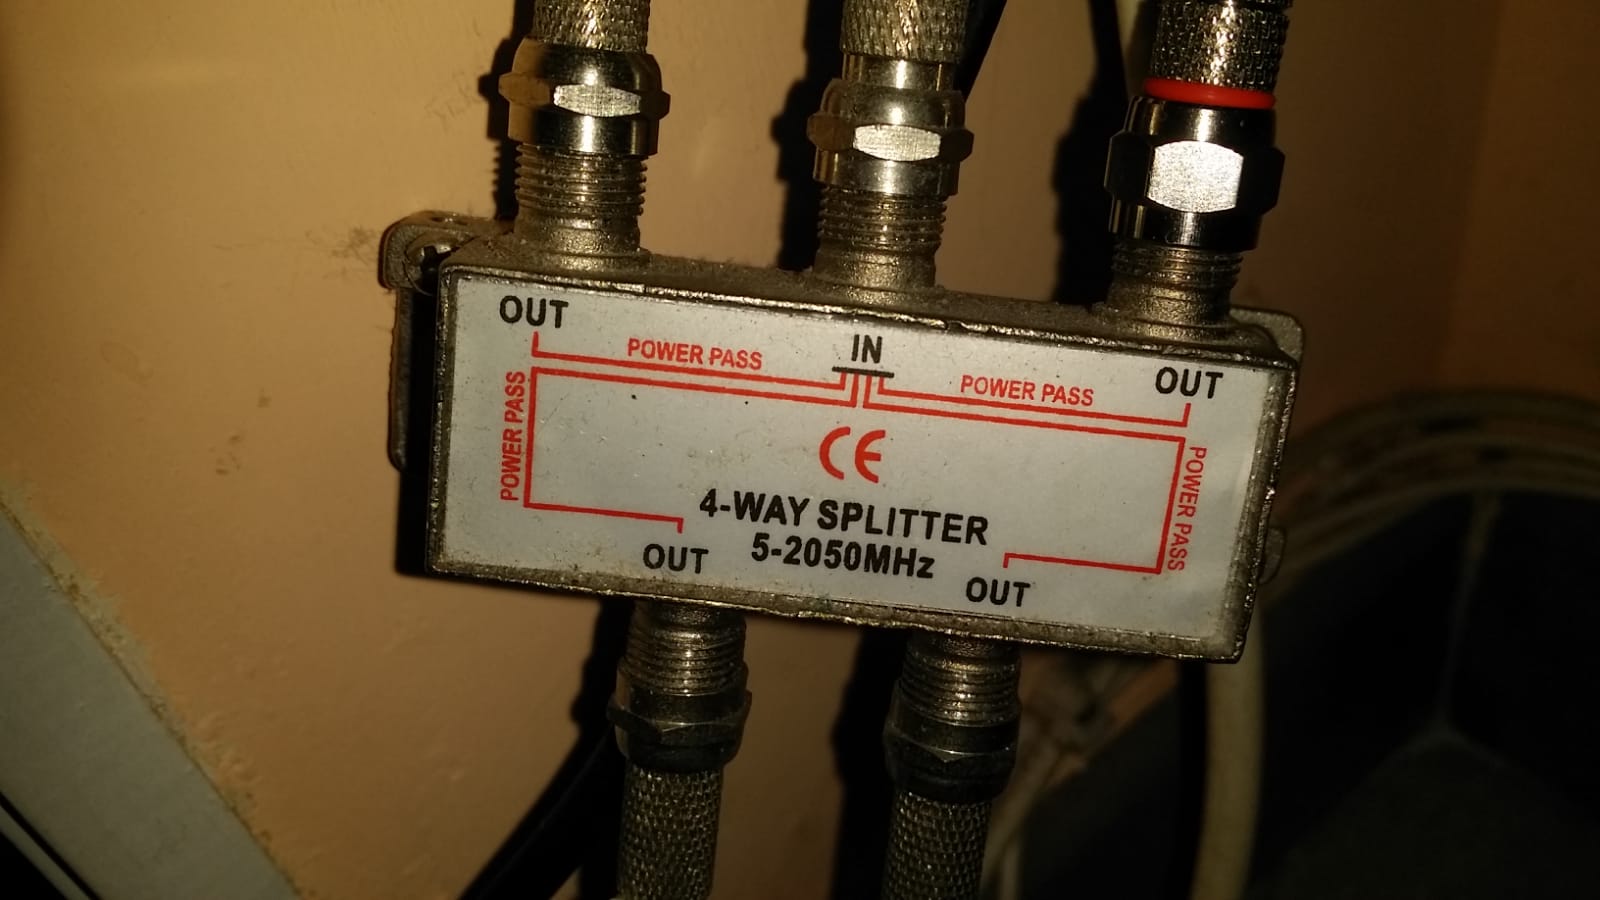 OUT
IN
OUT
POWER PASS
POWER PASS
POWER PASS
POWER PASS
CE
4-WAY SPLITTER
5-2050MHz
OUT
OUT